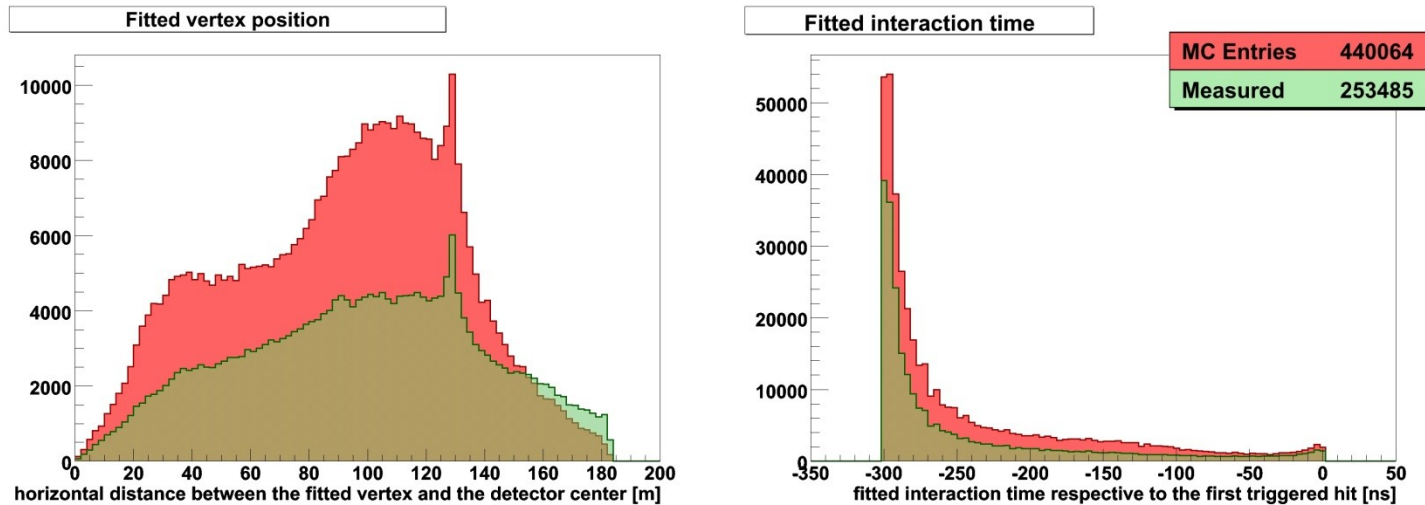 Fitted vertex position
10000
8000
6000
4000
2000
0
0 20 40 60 80 100 120 140 160 180 200
horizontal distance between the fitted vertex and the detector center [m]
Fitted interaction time
MC Entries 440064
Measured 253485
50000
40000
30000
20000
10000
0
-350 -300 -250 -200 -150 -100 -50 0 50
fitted interaction time respective to the first triggered hit [ns]